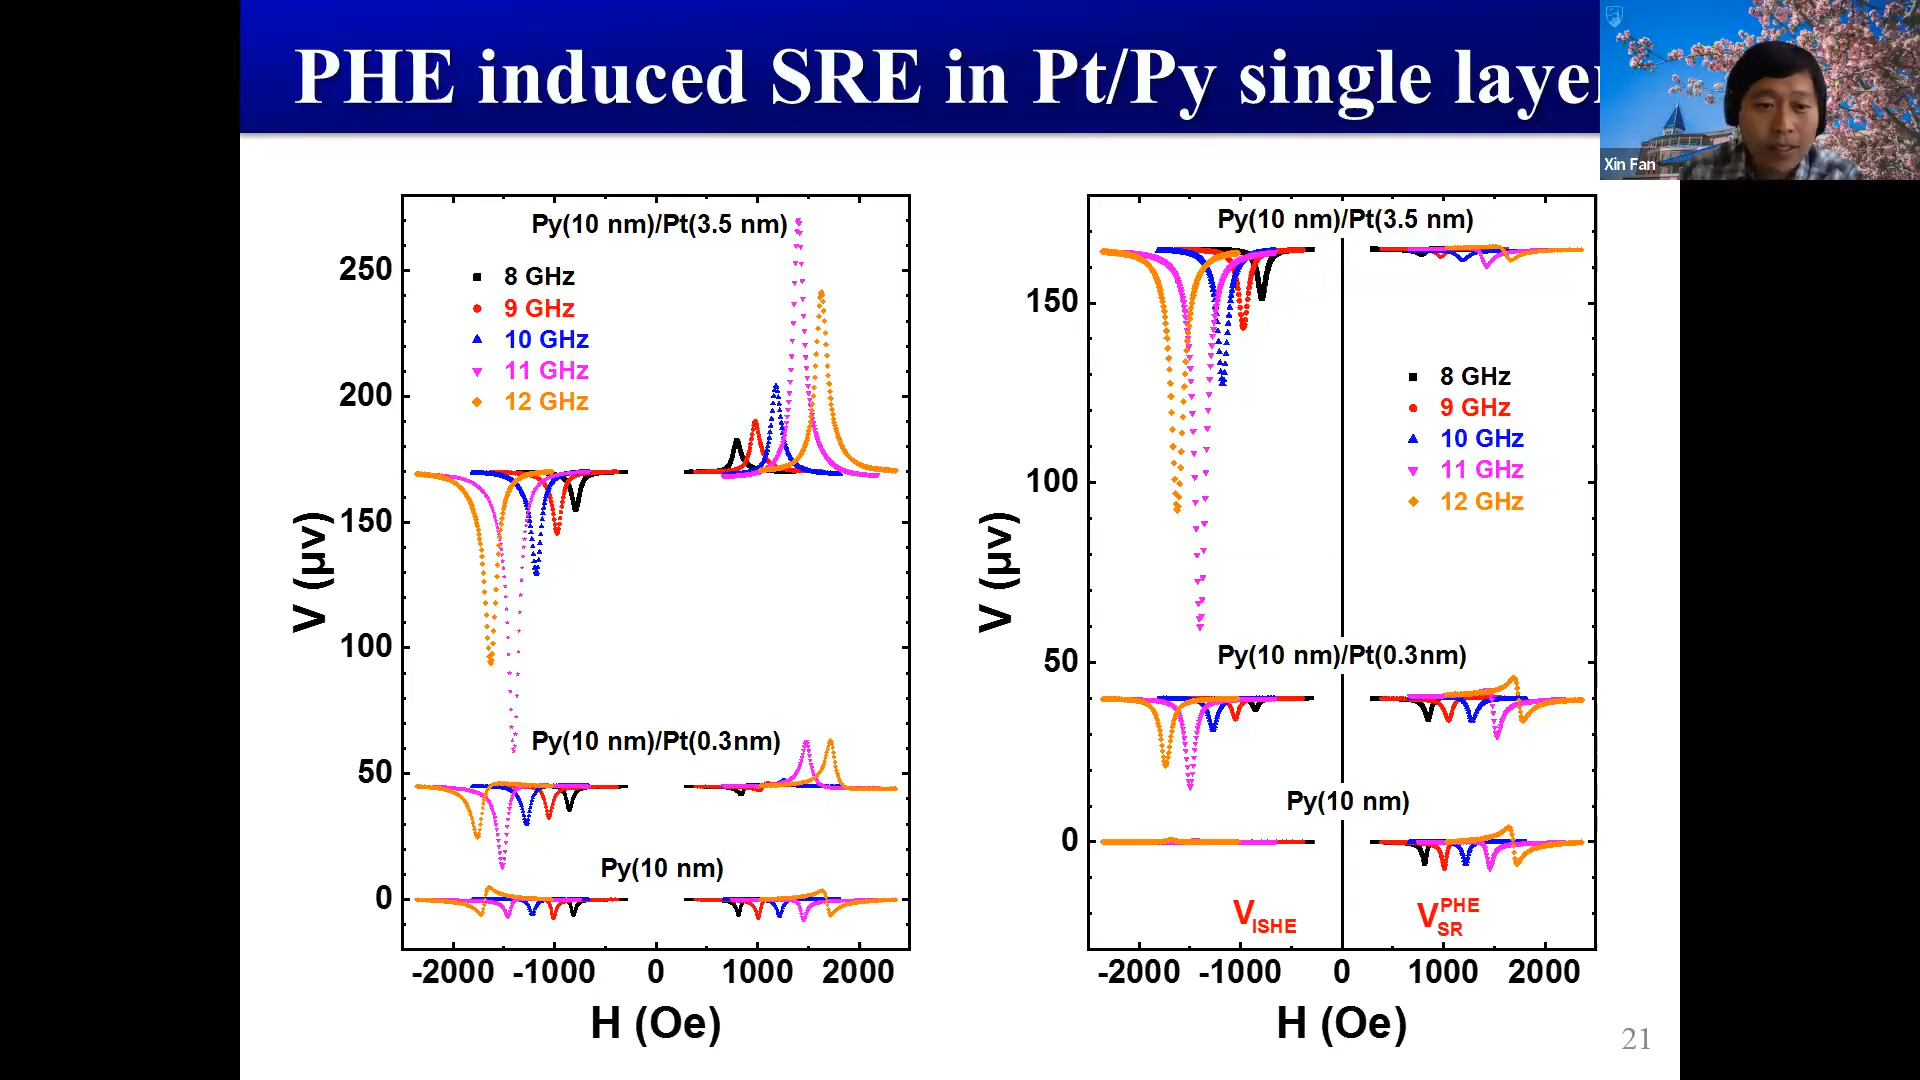 PHE induced SRE in Pt/Py single laye
Xin Fan
Py(10 nm)/Pt(3.5 nm)
8 GHz
9 GHz
10 GHz
11 GHz
12 GHz
Py(10 nm)/Pt(0.3nm)
Py(10 nm)
250
200
150
100
50
0
V (μv)
-2000 -1000 0 1000 2000
H (Oe)
Py(10 nm)/Pt(3.5 nm)
8 GHz
9 GHz
10 GHz
11 GHz
12 GHz
Py(10 nm)/Pt(0.3nm)
Py(10 nm)
VISHE
VSRPHE
150
100
50
0
V (μv)
-2000 -1000 0 1000 2000
H (Oe)
21